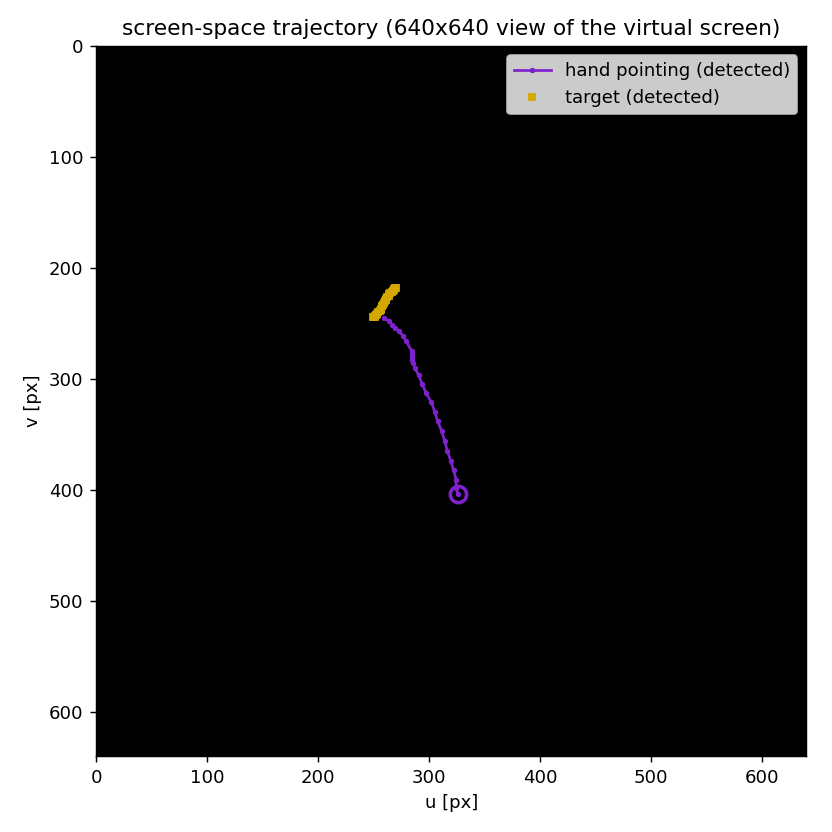 screen-space trajectory (640x640 view of the virtual screen)
hand pointing (detected)
target (detected)
0
100
200
300
400
500
600
v [px]
0 100 200 300 400 500 600
u [px]